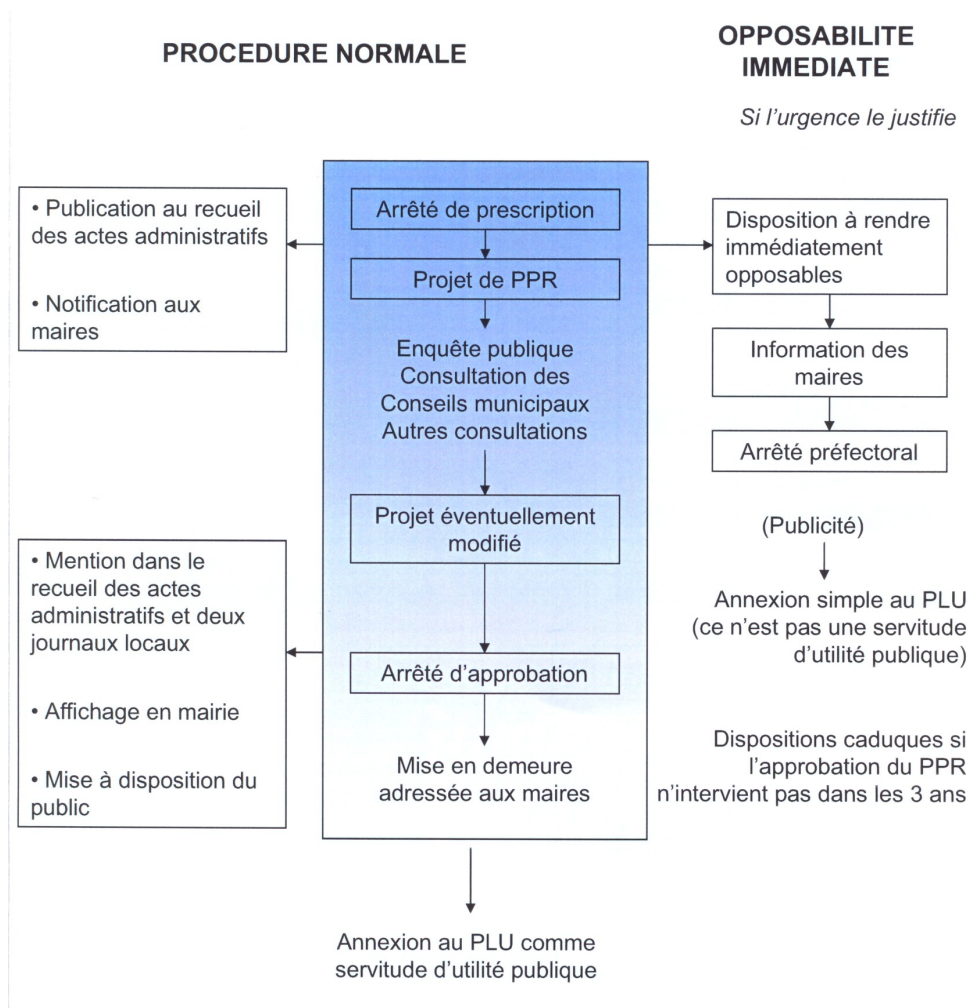 PROCEDURE NORMALE
OPPOSABILITE
IMMEDIATE
Si l'urgence le justifie
• Publication au recueil
des actes administratifs
• Notification aux
maires
Arrêté de prescription
Projet de PPR
Enquête publique
Consultation des
Conseils municipaux
Autres consultations
Projet éventuellement
modifié
Arrêté d'approbation
Mise en demeure
adressée aux maires
• Mention dans le
recueil des actes
administratifs et deux
journaux locaux
• Affichage en mairie
• Mise à disposition du
public
Annexion au PLU comme
servitude d'utilité publique
Disposition à rendre
immédiatement
opposables
Information des
maires
Arrêté préfectoral
(Publicité)
Annexion simple au PLU
(ce n'est pas une servitude
d'utilité publique)
Dispositions caduques si
l'approbation du PPR
n'intervient pas dans les 3 ans